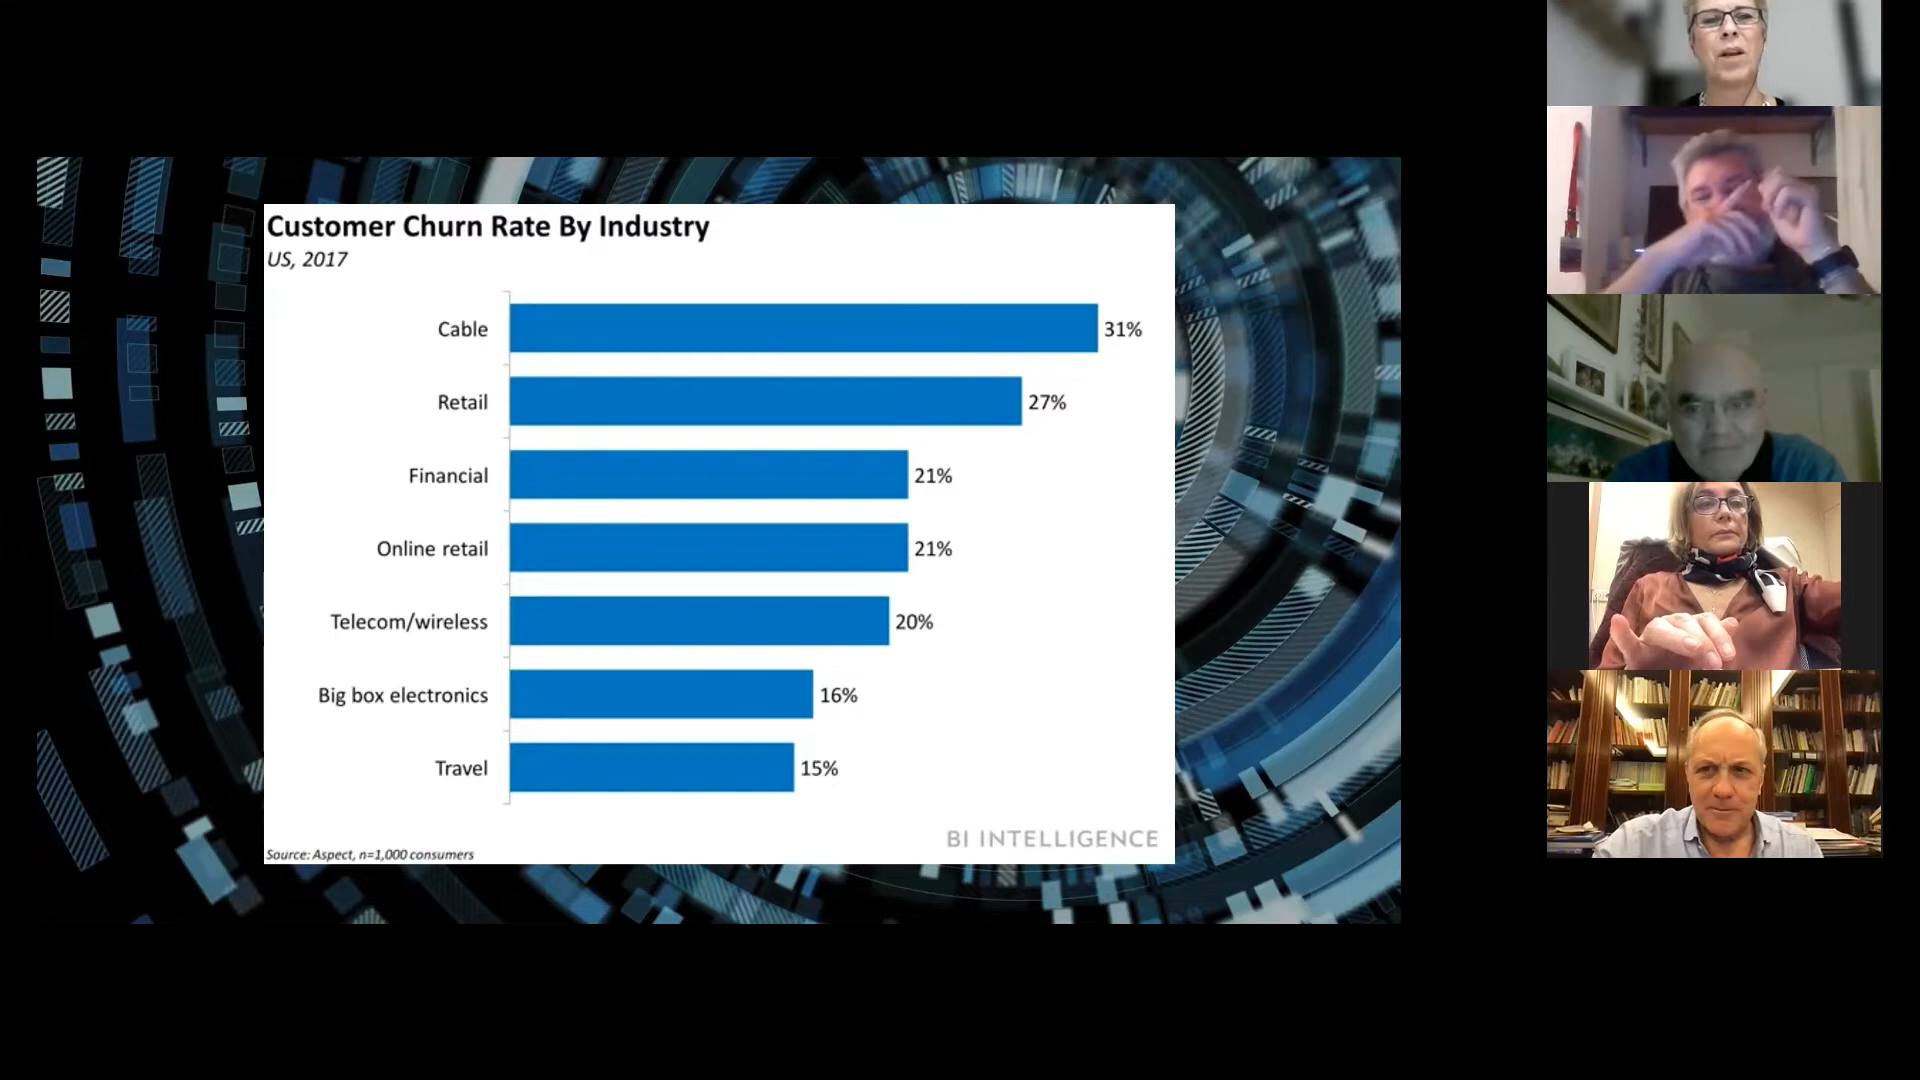 Customer Churn Rate By Industry
US, 2017
Cable 31%
Retail 27%
Financial 21%
Online retail 21%
Telecom/wireless 20%
Big box electronics 16%
Travel 15%
BI INTELLIGENCE
Source: Aspect, n=1,000 consumers